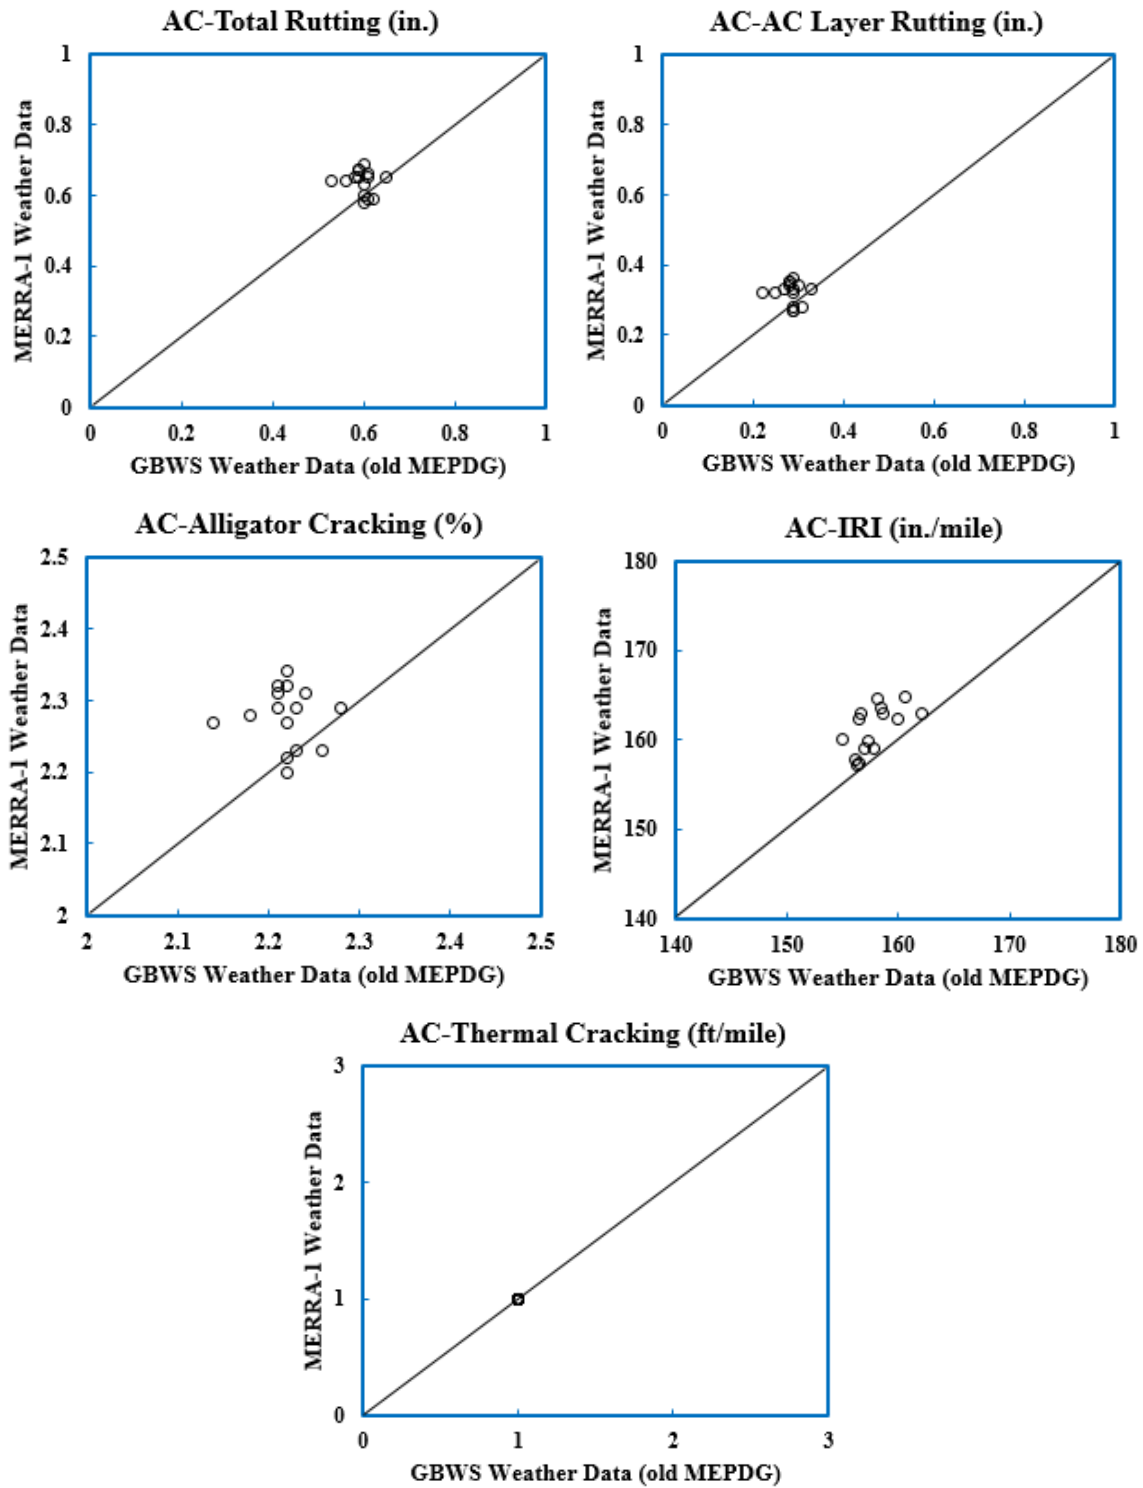 AC-Total Rutting (in.)
MERRA-1 Weather Data
1
0.8
0.6
0.4
0.2
0
0 0.2 0.4 0.6 0.8 1
GBWS Weather Data (old MEPDG)
AC-AC Layer Rutting (in.)
MERRA-1 Weather Data
1
0.8
0.6
0.4
0.2
0
0 0.2 0.4 0.6 0.8 1
GBWS Weather Data (old MEPDG)
AC-Alligator Cracking (%)
MERRA-1 Weather Data
2.5
2.4
2.3
2.2
2.1
2
2 2.1 2.2 2.3 2.4 2.5
GBWS Weather Data (old MEPDG)
AC-IRI (in./mile)
MERRA-1 Weather Data
180
170
160
150
140
140 150 160 170 180
GBWS Weather Data (old MEPDG)
AC-Thermal Cracking (ft/mile)
MERRA-1 Weather Data
3
2
1
0
0 1 2 3
GBWS Weather Data (old MEPDG)